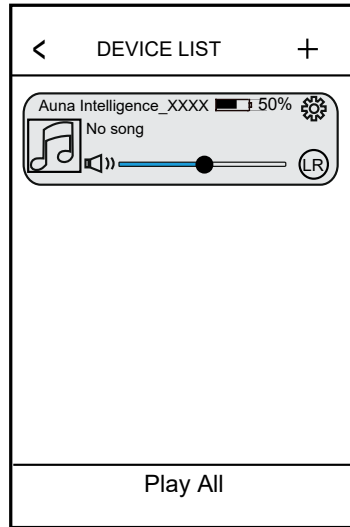 < DEVICE LIST +
Auna Intelligence_XXXX 50%
No song
LR
Play All